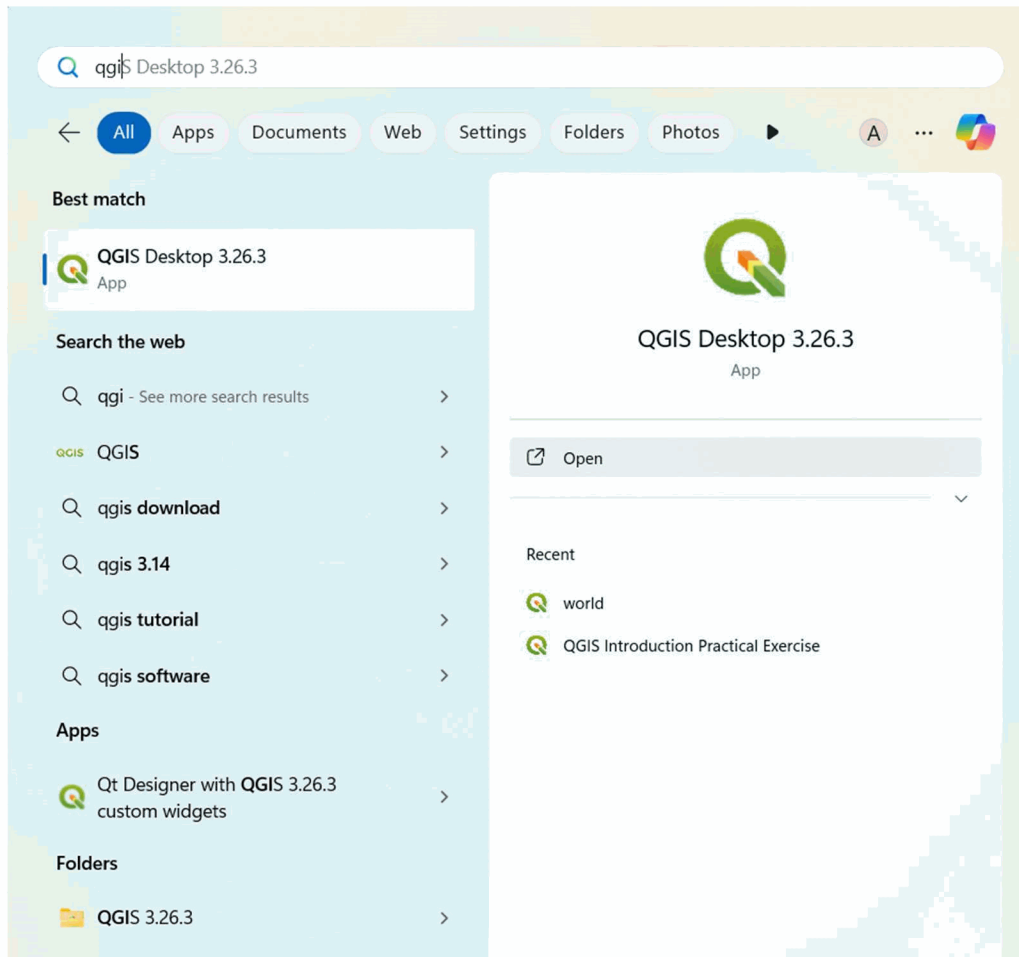 qgiS Desktop 3.26.3
All Apps Documents Web Settings Folders Photos A ...
Best match
QGIS Desktop 3.26.3
App
Search the web
qgi - See more search results
QGIS QGIS
qgis download
qgis 3.14
qgis tutorial
qgis software
Apps
Qt Designer with QGIS 3.26.3
custom widgets
Folders
QGIS 3.26.3
QGIS Desktop 3.26.3
App
Open
Recent
world
QGIS Introduction Practical Exercise